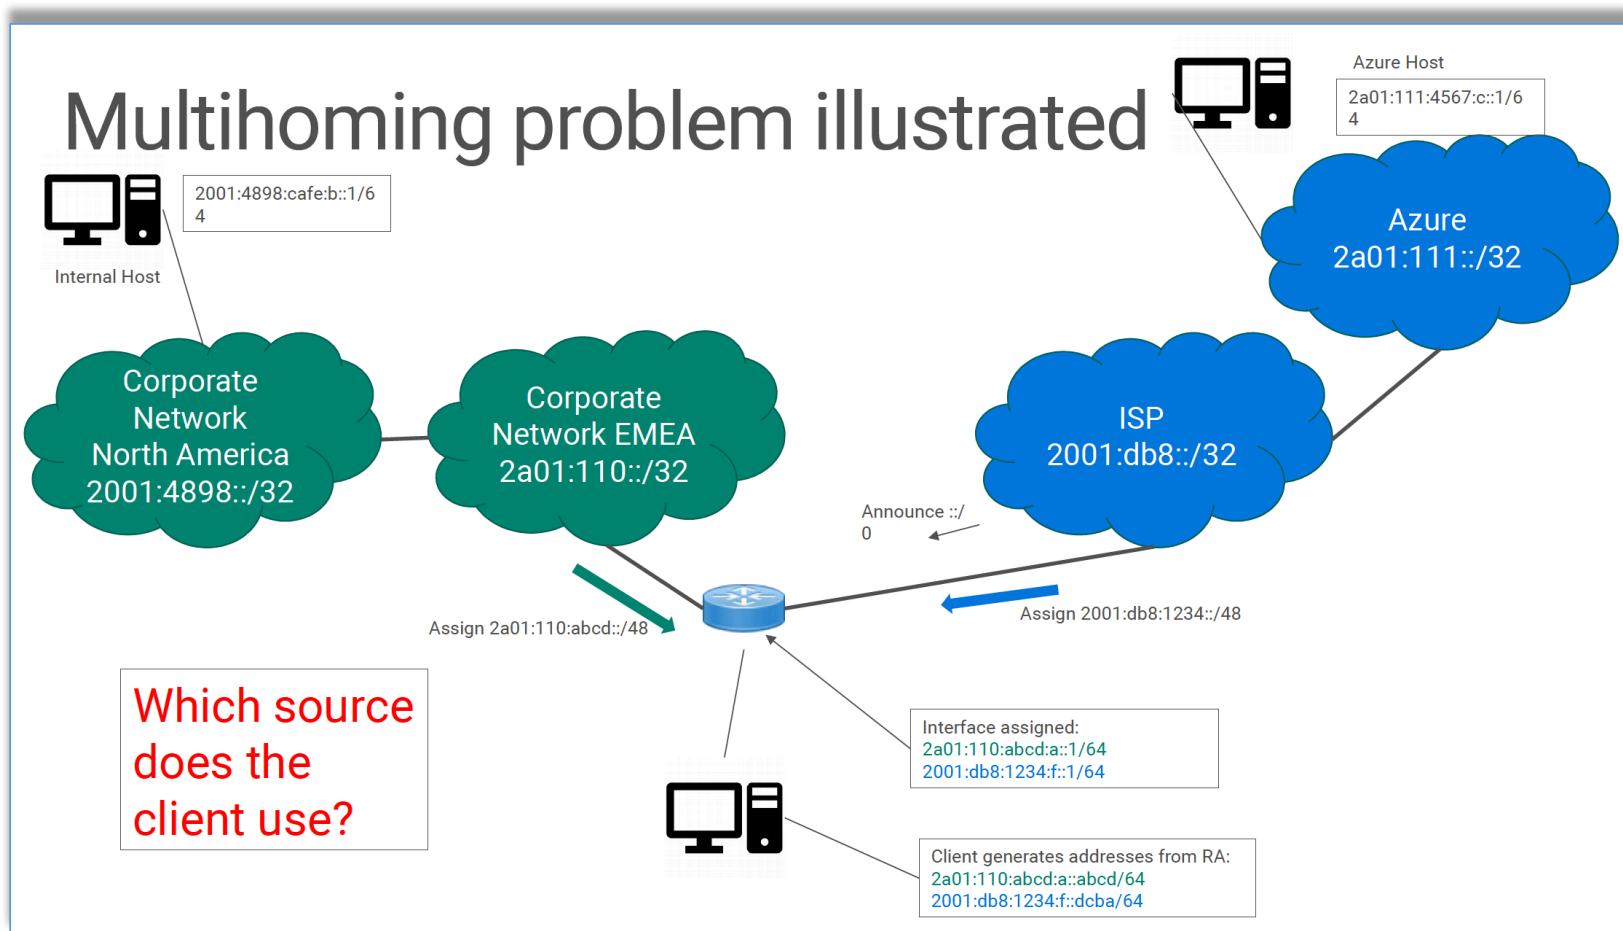 Multihoming problem illustrated
Azure Host
2a01:111:4567:c::1/6
4
2001:4898:cafe:b::1/6
4
Internal Host
Azure
2a01:111::/32
Corporate
Network
North America
2001:4898::/32
Corporate
Network EMEA
2a01:110::/32
ISP
2001:db8::/32
Announce ::/
0
Assign 2a01:110:abcd::/48
Assign 2001:db8:1234::/48
Which source
does the
client use?
Interface assigned:
2a01:110:abcd:a::1/64
2001:db8:1234:f::1/64
Client generates addresses from RA:
2a01:110:abcd:a::abcd/64
2001:db8:1234:f::dcba/64